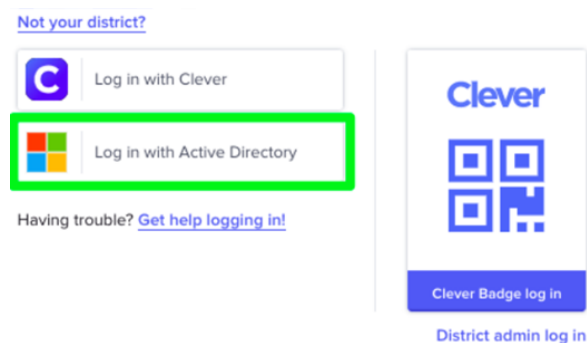 Not your district?
Log in with Clever
Log in with Active Directory
Having trouble? Get help logging in!
Clever
Clever Badge log in
District admin log in